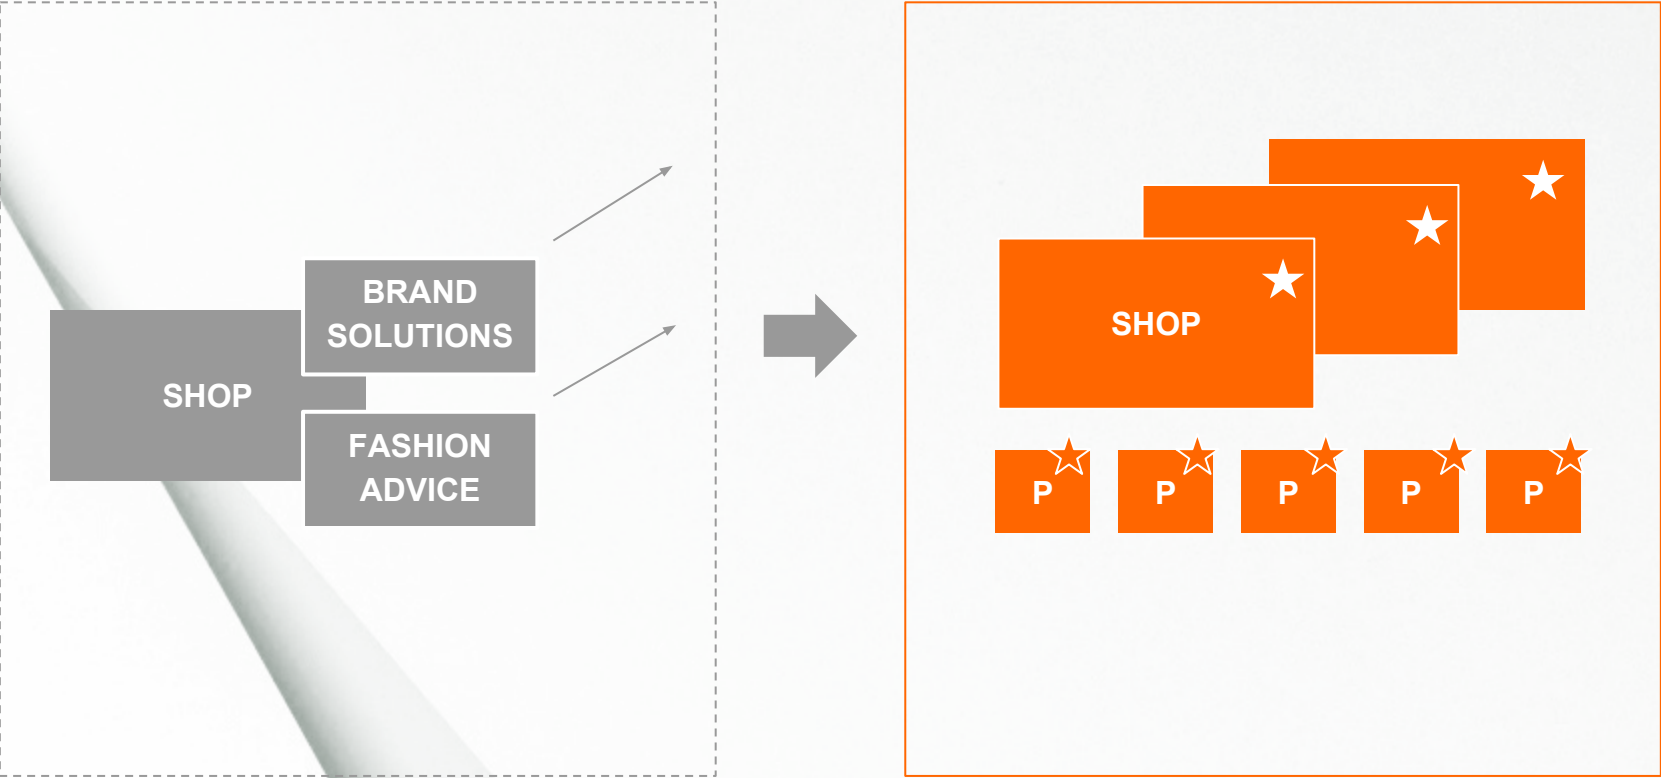 BRAND
SOLUTIONS
SHOP
FASHION
ADVICE
SHOP
P
P
P
P
P